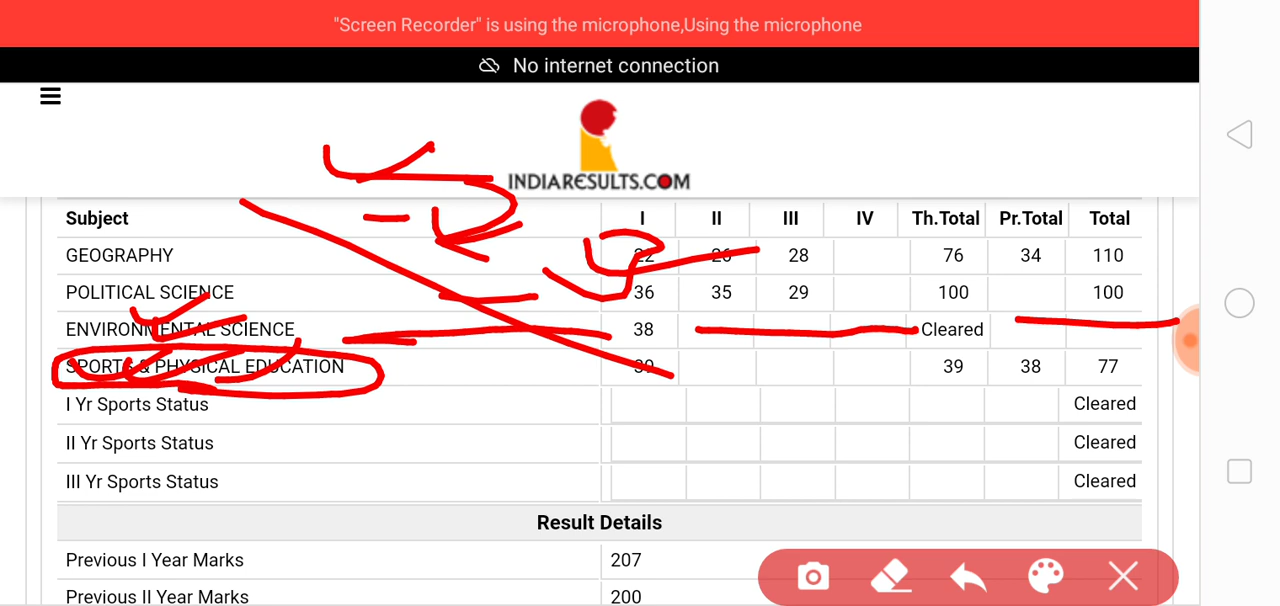 "Screen Recorder" is using the microphone,Using the microphone
No internet connection
INDIARESULTS.COM
Subject I II III IV Th.Total Pr.Total Total
GEOGRAPHY 22 26 28 76 34 110
POLITICAL SCIENCE 36 35 29 100 100
ENVIRONMENTAL SCIENCE 38 Cleared
SPORTS & PHYSICAL EDUCATION 39 39 38 77
I Yr Sports Status Cleared
II Yr Sports Status Cleared
III Yr Sports Status Cleared
Result Details
Previous I Year Marks 207
Previous II Year Marks 200